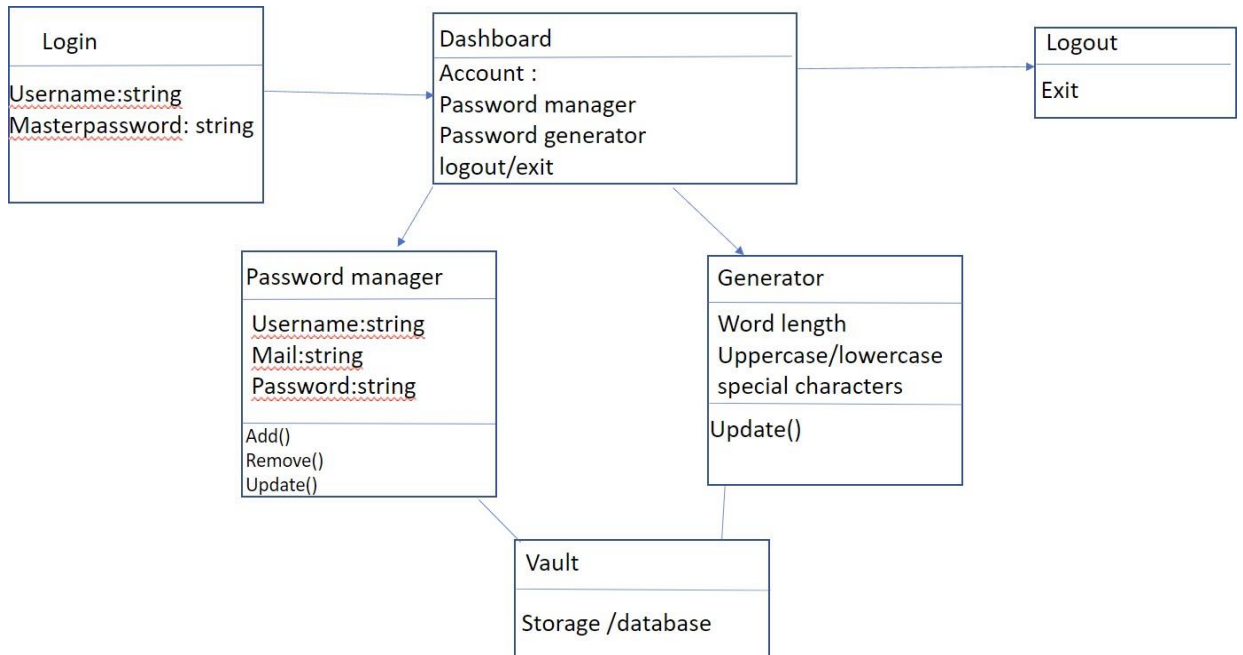 Login
Username:string
Masterpassword: string
Dashboard
Account :
Password manager
Password generator
logout/exit
Logout
Exit
Password manager
Username:string
Mail:string
Password:string
Add()
Remove()
Update()
Generator
Word length
Uppercase/lowercase
special characters
Update()
Vault
Storage /database